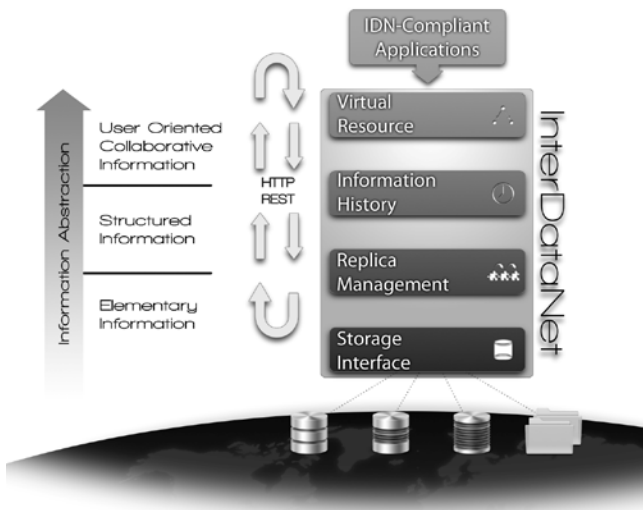 IDN-Compliant
Applications
Virtual
Resource
Information
History
Replica
Management
Storage
Interface
InterDataNet
HTTP
REST
Information Abstraction
User Oriented
Collaborative
Information
Structured
Information
Elementary
Information